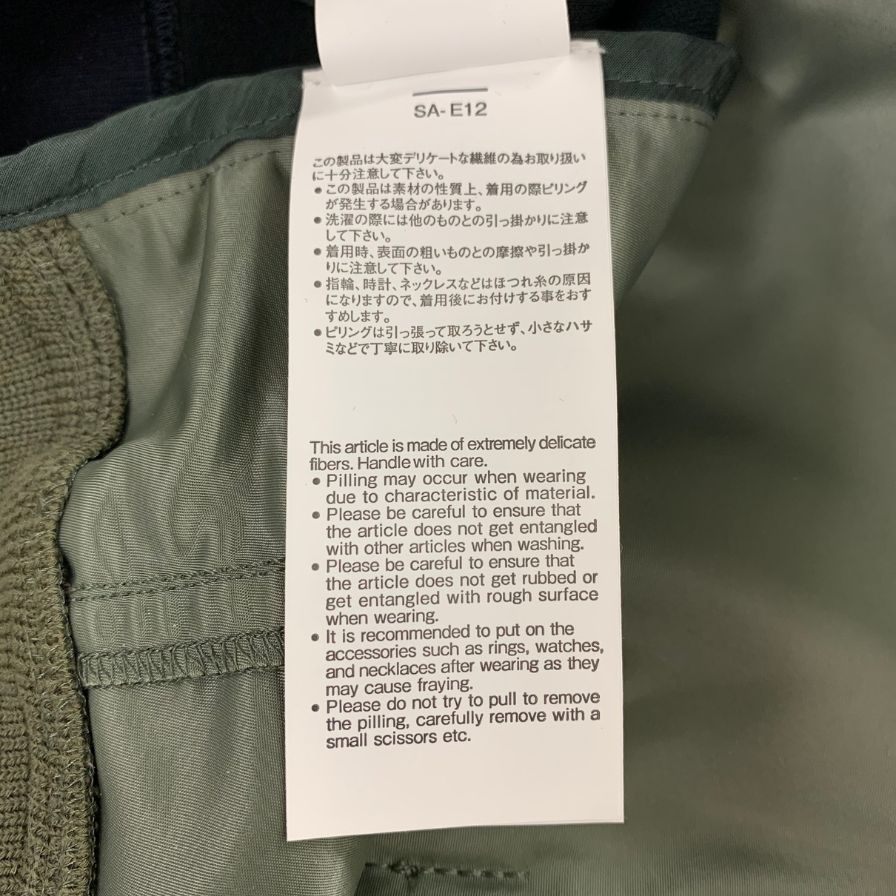 SA-E12
この製品は大変デリケートな繊維の為お取り扱い
に十分注意して下さい。
●この製品は素材の性質上、着用の際ピリング
が発生する場合があります。
●洗濯の際には他のものとの引っ掛かりに注意
して下さい。
●着用時、表面の粗いものとの摩擦や引っ掛か
りに注意して下さい。
●指輪、時計、ネックレスなどはほつれ糸の原因
になりますので、着用後にお付けする事をおす
すめします。
●ピリングは引っ張って取ろうとせず、小さなハサ
ミなどで丁寧に取り除いて下さい。
This article is made of extremely delicate
fibers. Handle with care.
● Pilling may occur when wearing
due to characteristic of material.
● Please be careful to ensure that
the article does not get entangled
with other articles when washing.
● Please be careful to ensure that
the article does not get rubbed or
get entangled with rough surface
when wearing.
● It is recommended to put on the
accessories such as rings, watches,
and necklaces after wearing as they
may cause fraying.
● Please do not try to pull to remove
the pilling, carefully remove with a
small scissors etc.